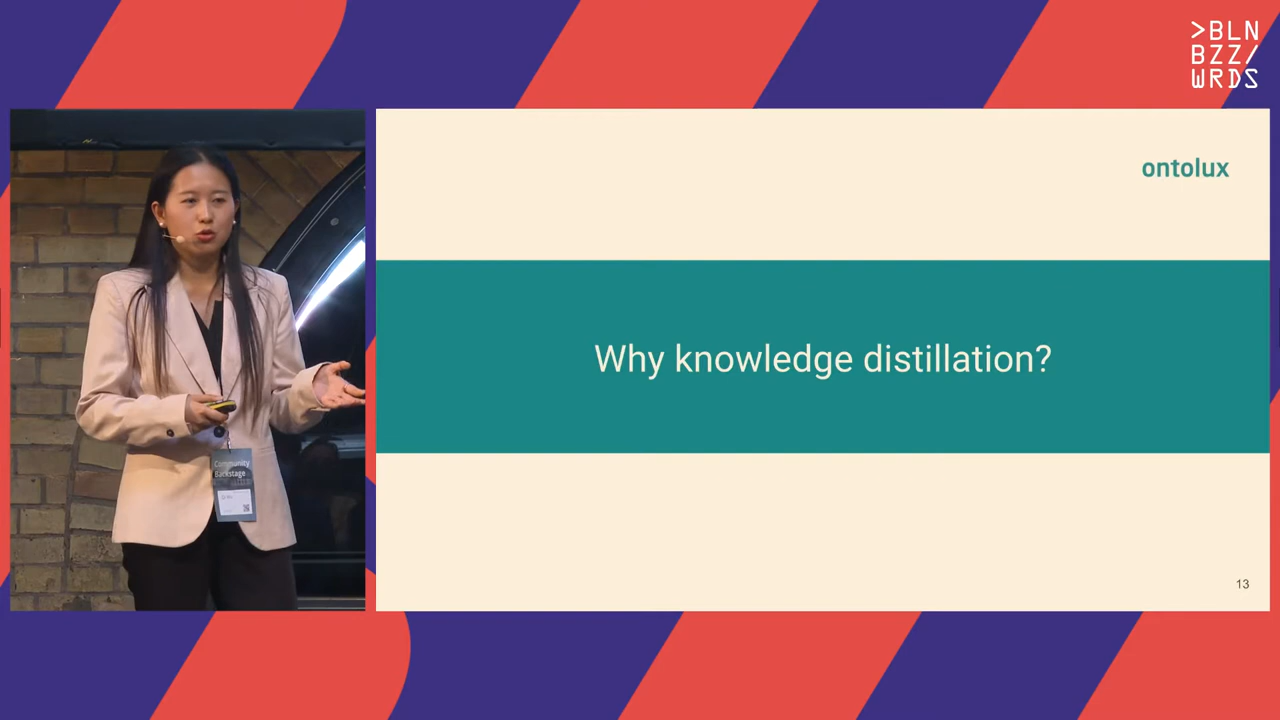 >BLN
BZZ/
WRDS
ontolux
Why knowledge distillation?
13
Community
Backstage